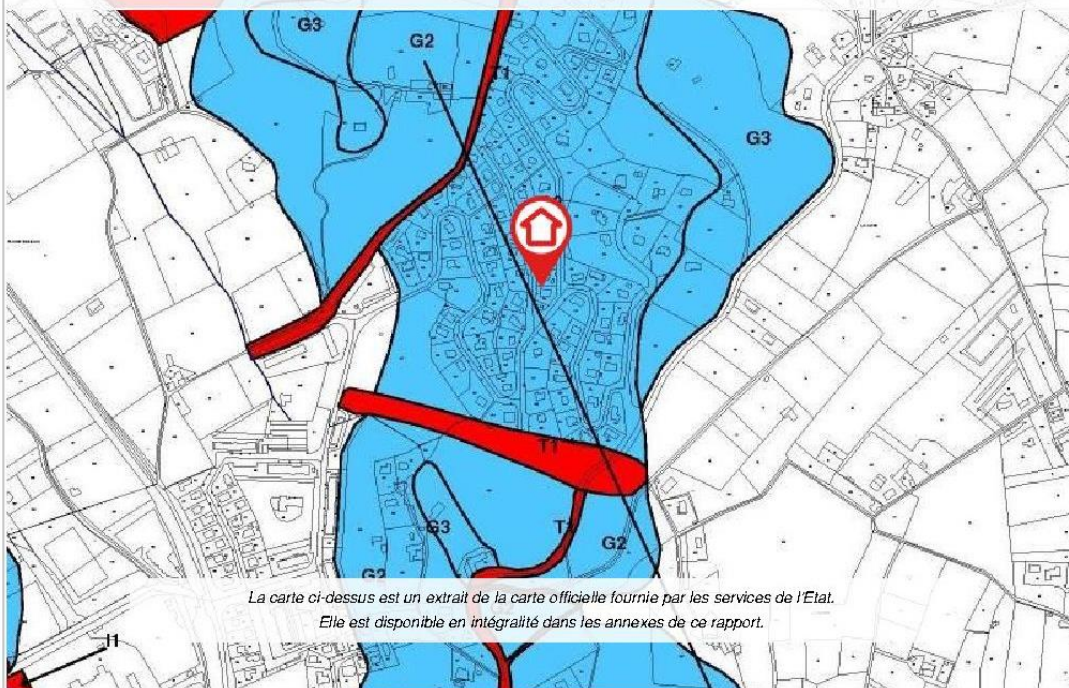 G3
G2
T1
G3
T1
G3
T1
G2
G2
La carte ci-dessus est un extrait de la carte officielle fournie par les services de l'Etat.
Elle est disponible en intégralité dans les annexes de ce rapport.
I1